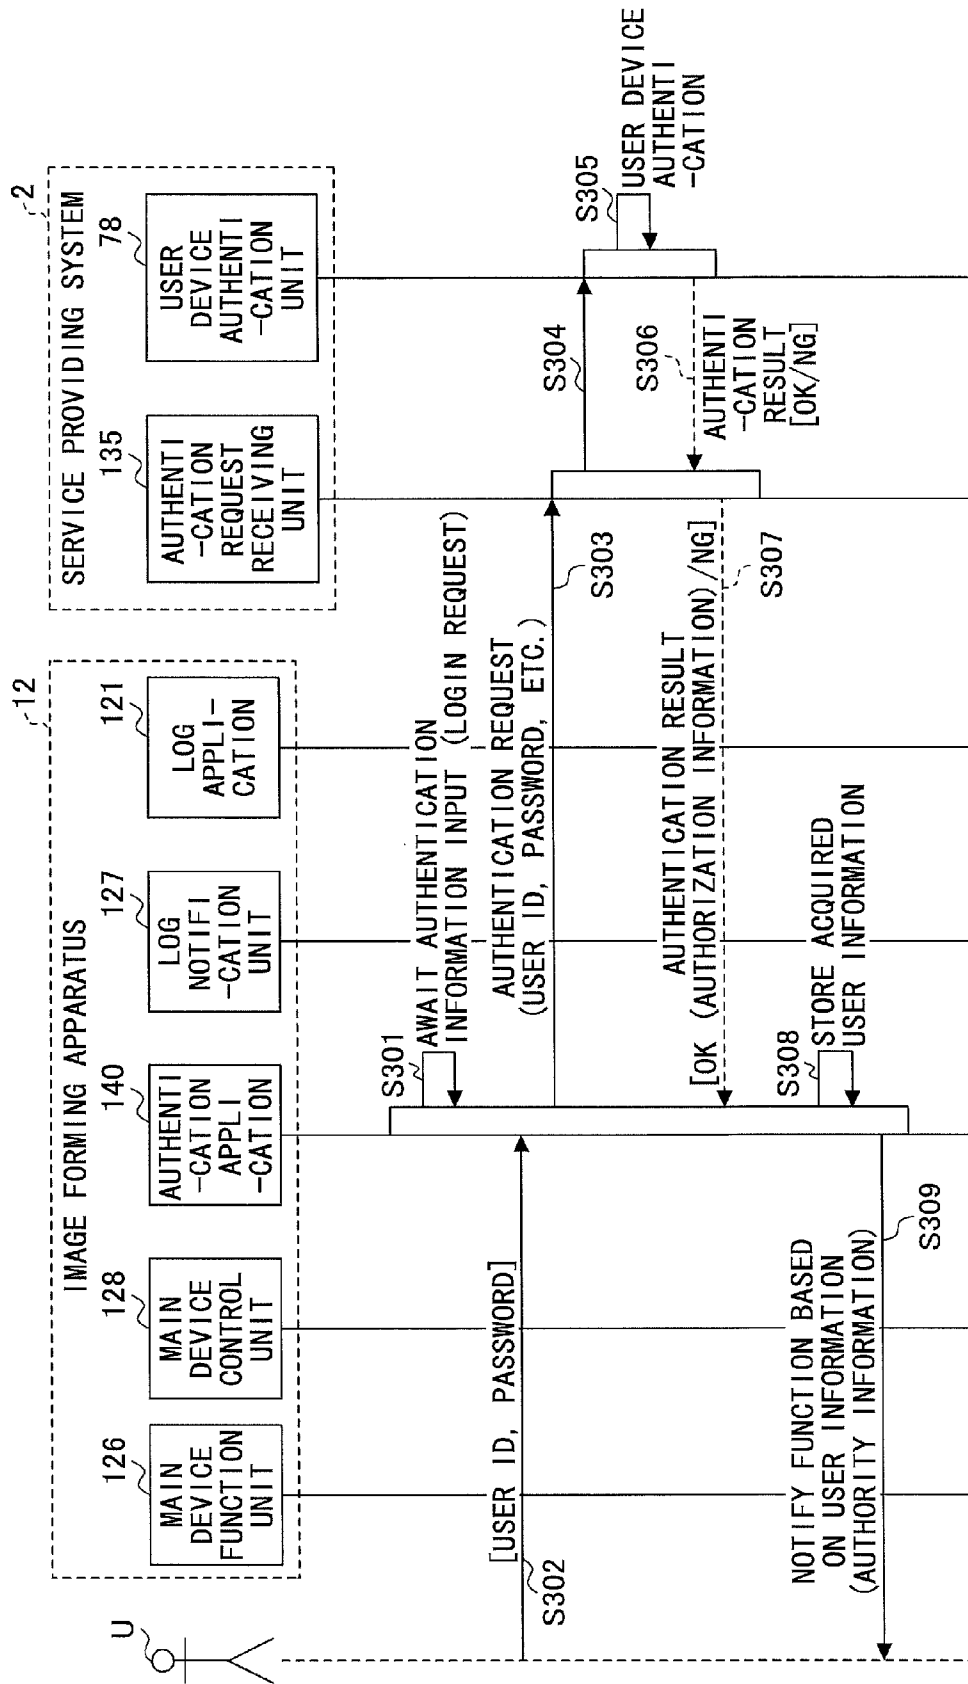 U
12
IMAGE FORMING APPARATUS
126
MAIN
DEVICE
FUNCTION
UNIT
128
MAIN
DEVICE
CONTROL
UNIT
140
AUTHENTI
-CATION
APPLI
-CATION
127
LOG
NOTIFI
-CATION
UNIT
121
LOG
APPLI-
CATION
2
SERVICE PROVIDING SYSTEM
135
AUTHENTI
-CATION
REQUEST
RECEIVING
UNIT
78
USER
DEVICE
AUTHENTI
-CATION
UNIT
S301
AWAIT AUTHENTICATION
INFORMATION INPUT (LOGIN REQUEST)
[USER ID, PASSWORD]
S302
AUTHENTICATION REQUEST
(USER ID, PASSWORD, ETC.)
S303
S304
S305
USER DEVICE
AUTHENTI
-CATION
S306
AUTHENTI
-CATION
RESULT
[OK/NG]
AUTHENTICATION RESULT
[OK (AUTHORIZATION INFORMATION)/NG]
S307
S308
STORE ACQUIRED
USER INFORMATION
NOTIFY FUNCTION BASED
ON USER INFORMATION
(AUTHORITY INFORMATION)
S309